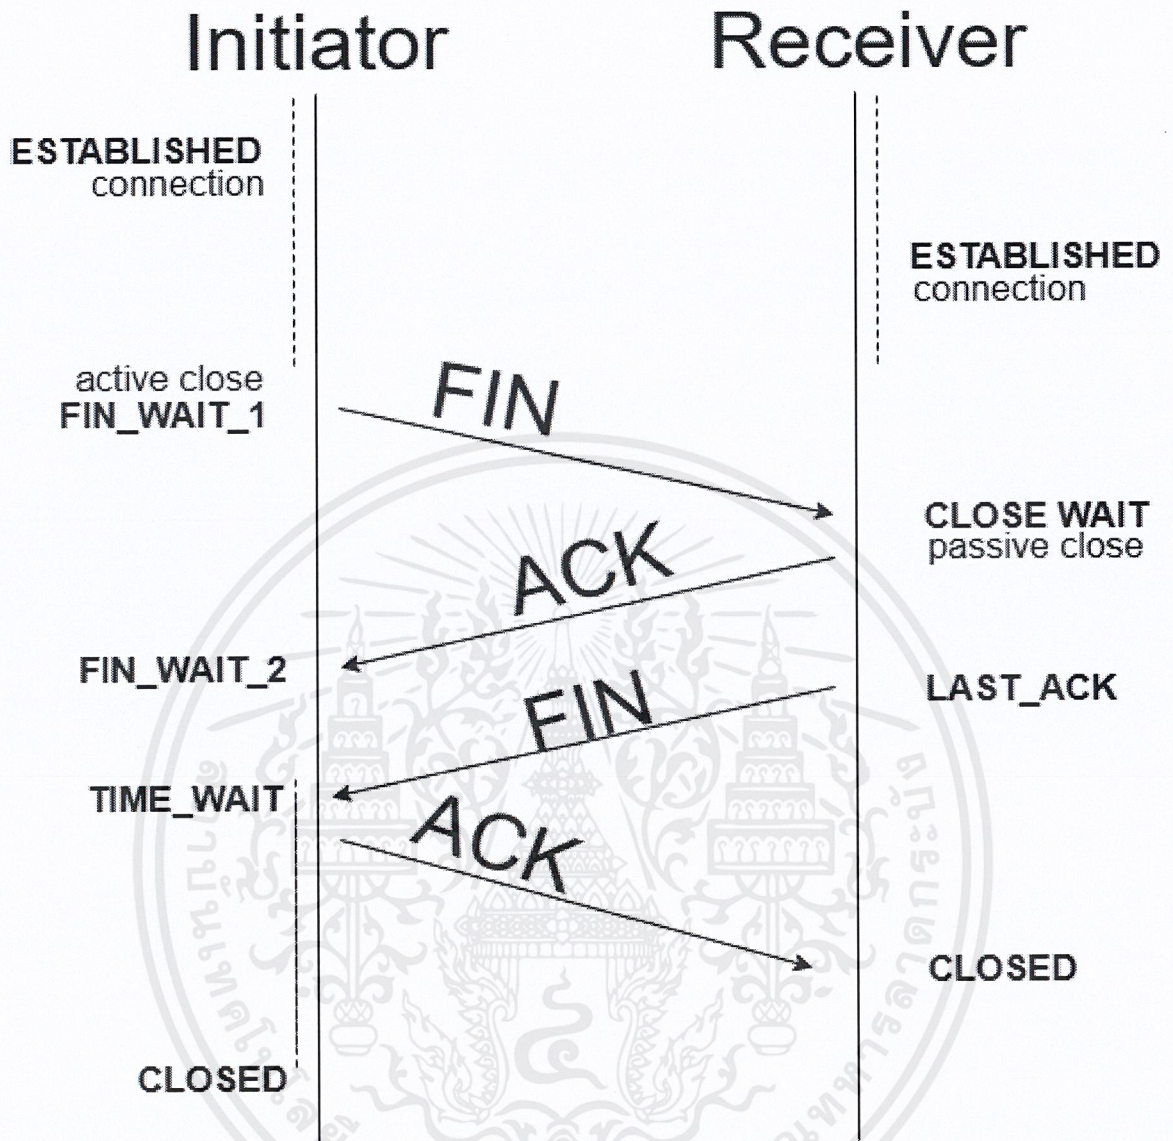 Initiator
Receiver
ESTABLISHED
connection
ESTABLISHED
connection
active close
FIN_WAIT_1
FIN
CLOSE WAIT
passive close
ACK
FIN_WAIT_2
LAST_ACK
FIN
TIME_WAIT
ACK
CLOSED
CLOSED